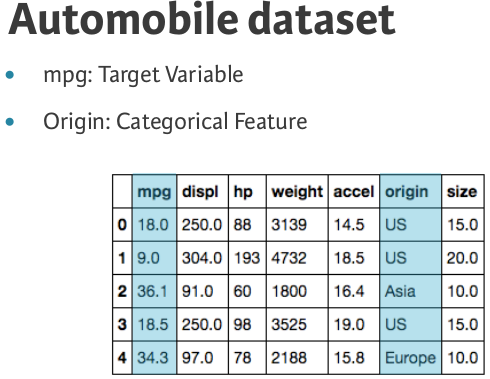 Automobile dataset
• mpg: Target Variable
• Origin: Categorical Feature
mpg displ hp weight accel origin size
0 18.0 250.0 88 3139 14.5 US 15.0
1 9.0 304.0 193 4732 18.5 US 20.0
2 36.1 91.0 60 1800 16.4 Asia 10.0
3 18.5 250.0 98 3525 19.0 US 15.0
4 34.3 97.0 78 2188 15.8 Europe 10.0